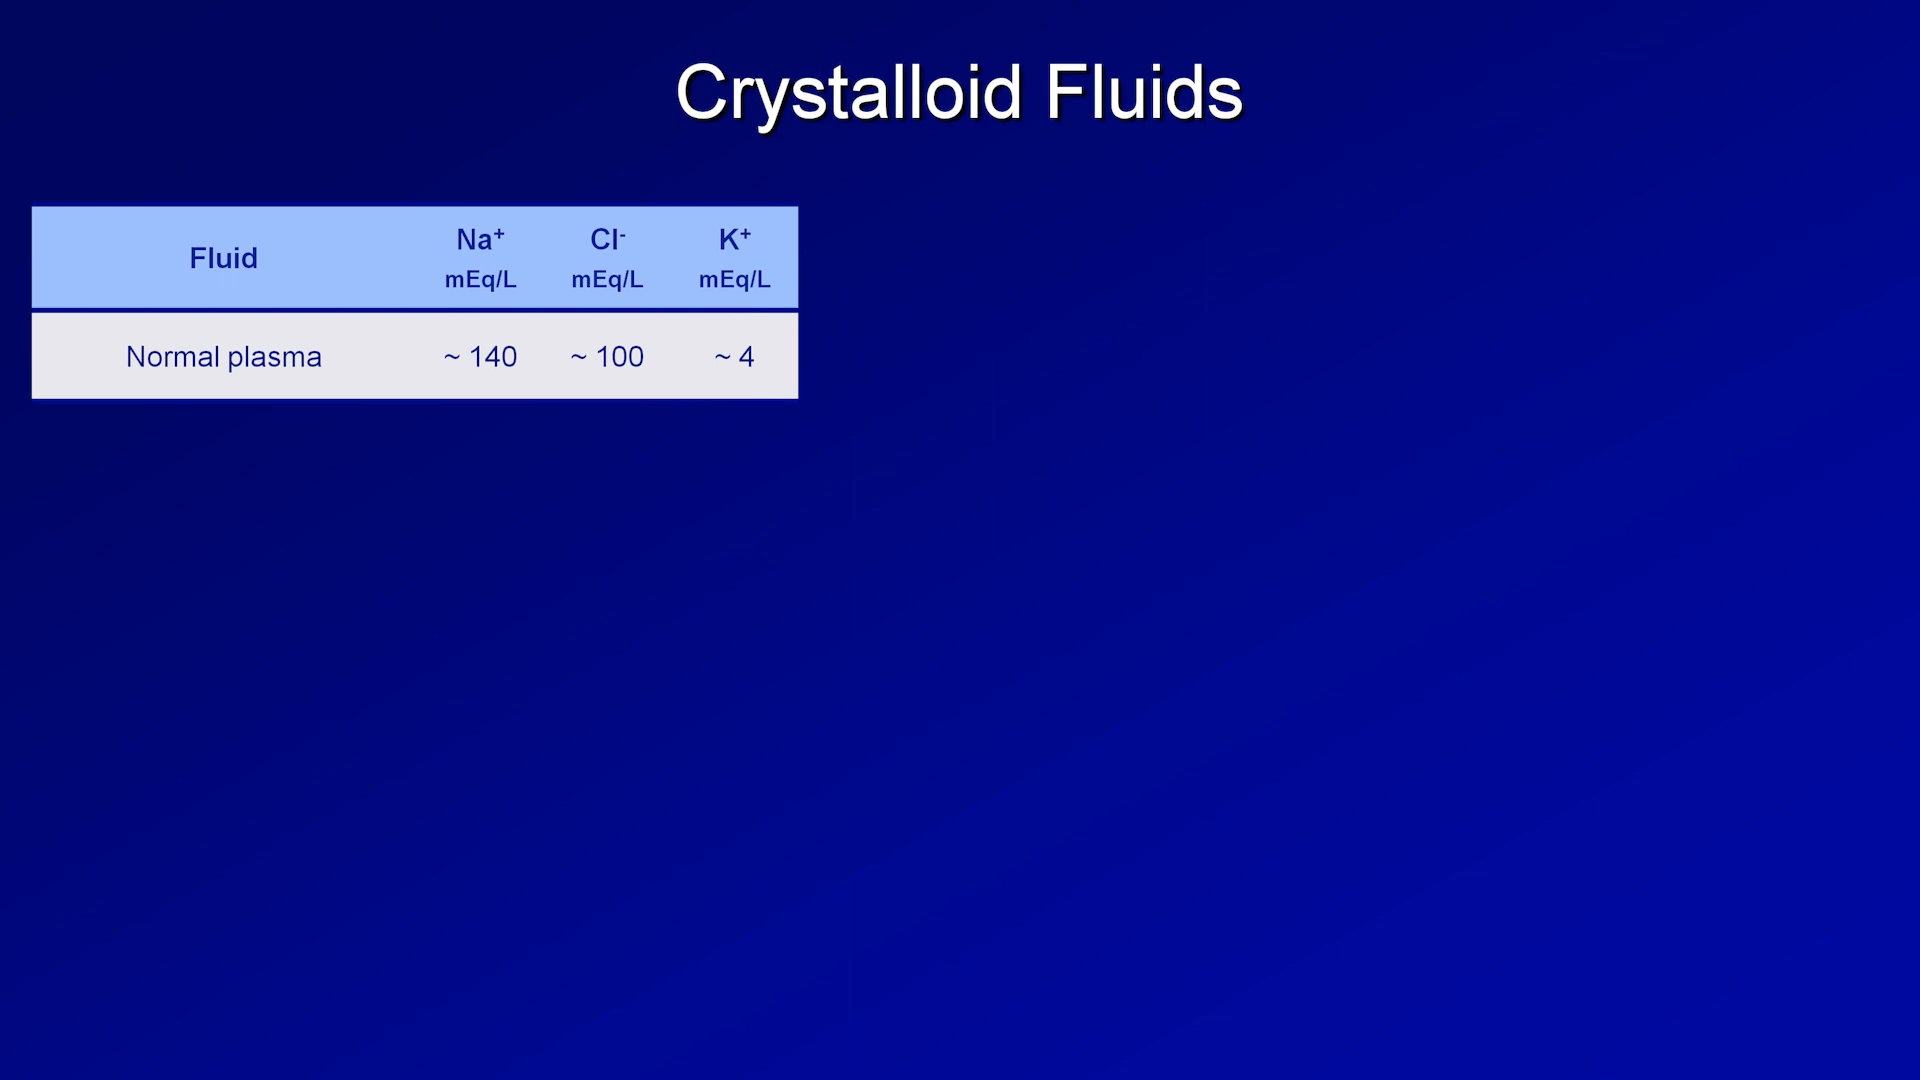 Crystalloid Fluids
Fluid Na⁺ Cl⁻ K⁺
mEq/L mEq/L mEq/L
Normal plasma ~ 140 ~ 100 ~ 4